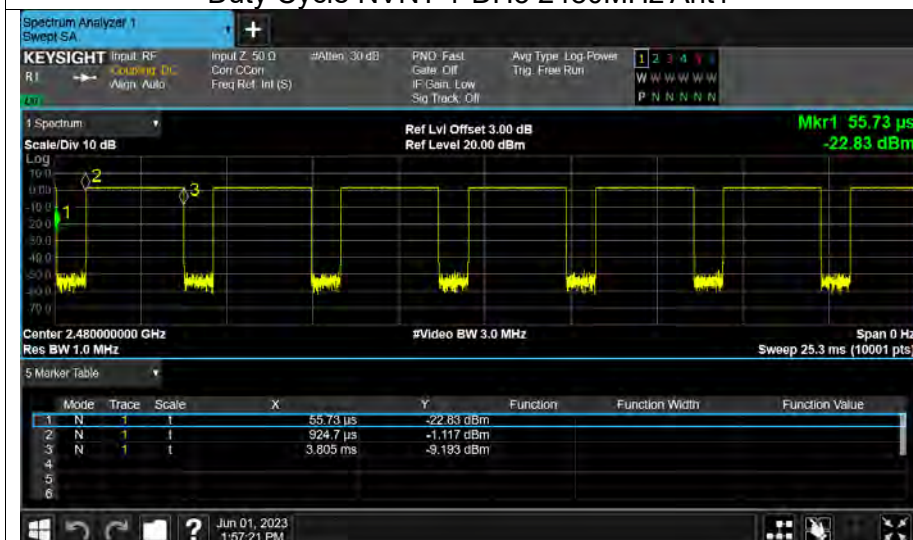 Duty Cycle NVNT 1-DH5 2480MHz Ant1
Spectrum Analyzer 1
Swept SA
+
KEYSIGHT Input: RF Input Z: 50 Ω #Atten: 30 dB PNO: Fast Avg Type: Log-Power 1 2 3 4 5 6
R1 Coupling: DC Corr CCorr Gate: Off Trig: Free Run W W W W W W
Align: Auto Freq Ref: Int (S) IF Gain: Low
Sig Track: Off P N N N N N
1 Spectrum
Ref Lvl Offset 3.00 dB Mkr1 55.73 µs
Scale/Div 10 dB Ref Level 20.00 dBm -22.83 dBm
Log
10.0
0.00
-10.0
-20.0
-30.0
-40.0
-50.0
-60.0
-70.0
1
2
3
Center 2.480000000 GHz #Video BW 3.0 MHz Span 0 Hz
Res BW 1.0 MHz Sweep 25.3 ms (10001 pts)
5 Marker Table
Mode Trace Scale X Y Function Function Width Function Value
1 N 1 t 55.73 µs -22.83 dBm
2 N 1 t 924.7 µs -1.117 dBm
3 N 1 t 3.805 ms -9.193 dBm
4
5
6
? Jun 01, 2023
1:57:21 PM